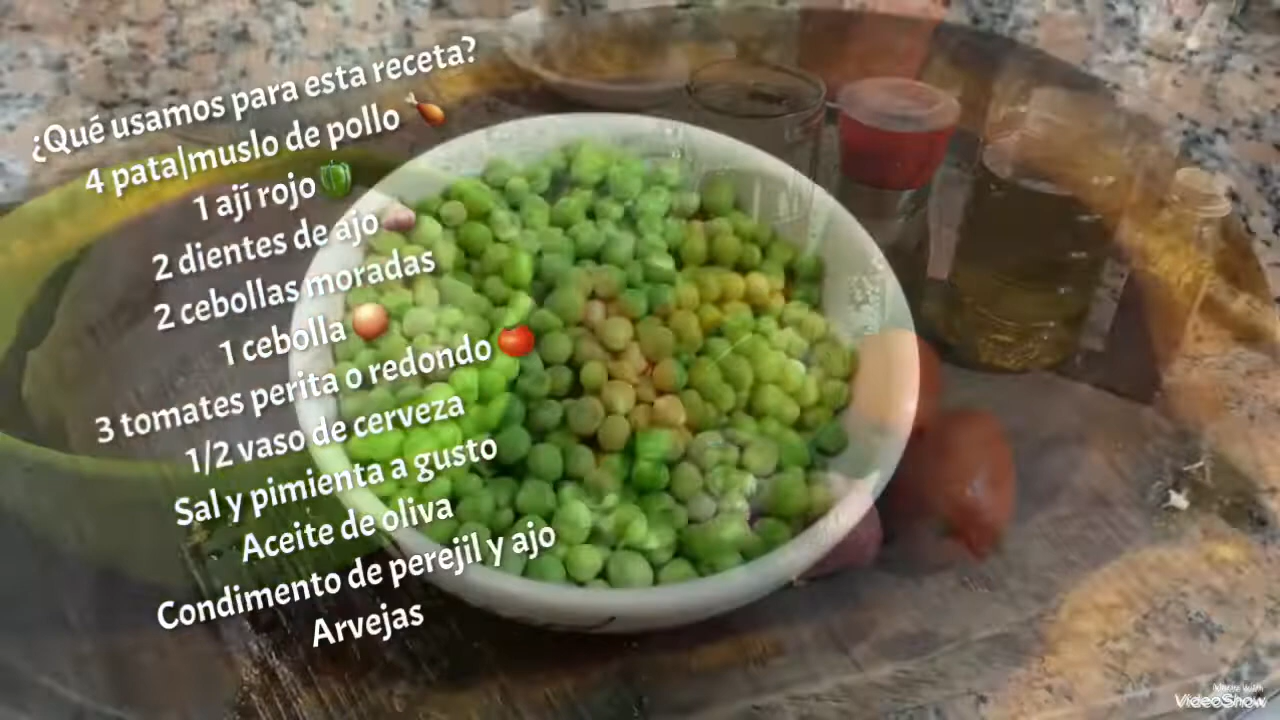 ¿Qué usamos para esta receta?
4 pata|muslo de pollo 🍗
1 ají rojo 🫑
2 dientes de ajo 🧄
2 cebollas moradas
1 cebolla 🧅
3 tomates perita o redondo 🍅
1/2 vaso de cerveza
Sal y pimienta a gusto
Aceite de oliva
Condimento de perejil y ajo
Arvejas
VideoShow